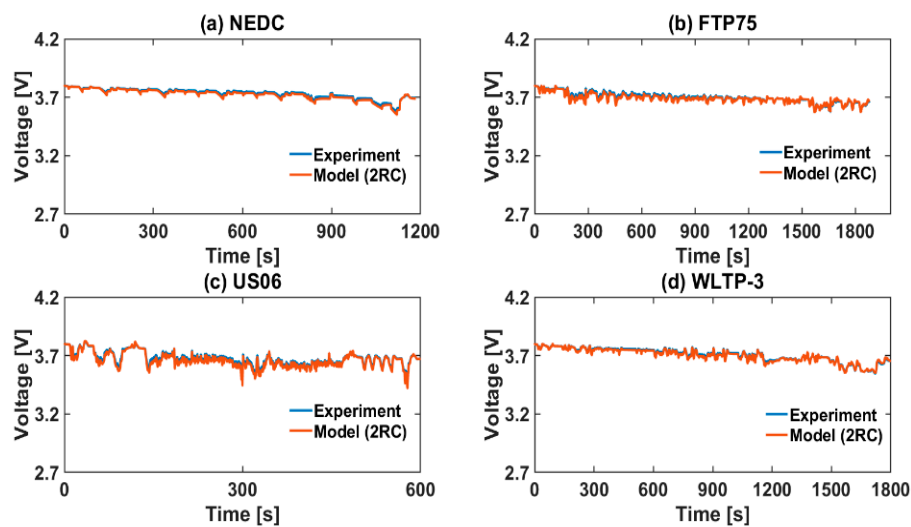 (a) NEDC
Voltage [V]
4.2
3.7
3.2
2.7
Experiment
Model (2RC)
0 300 600 900 1200
Time [s]
(b) FTP75
Voltage [V]
4.2
3.7
3.2
2.7
Experiment
Model (2RC)
0 300 600 900 1200 1500 1800
Time [s]
(c) US06
Voltage [V]
4.2
3.7
3.2
2.7
Experiment
Model (2RC)
0 300 600
Time [s]
(d) WLTP-3
Voltage [V]
4.2
3.7
3.2
2.7
Experiment
Model (2RC)
0 300 600 900 1200 1500 1800
Time [s]